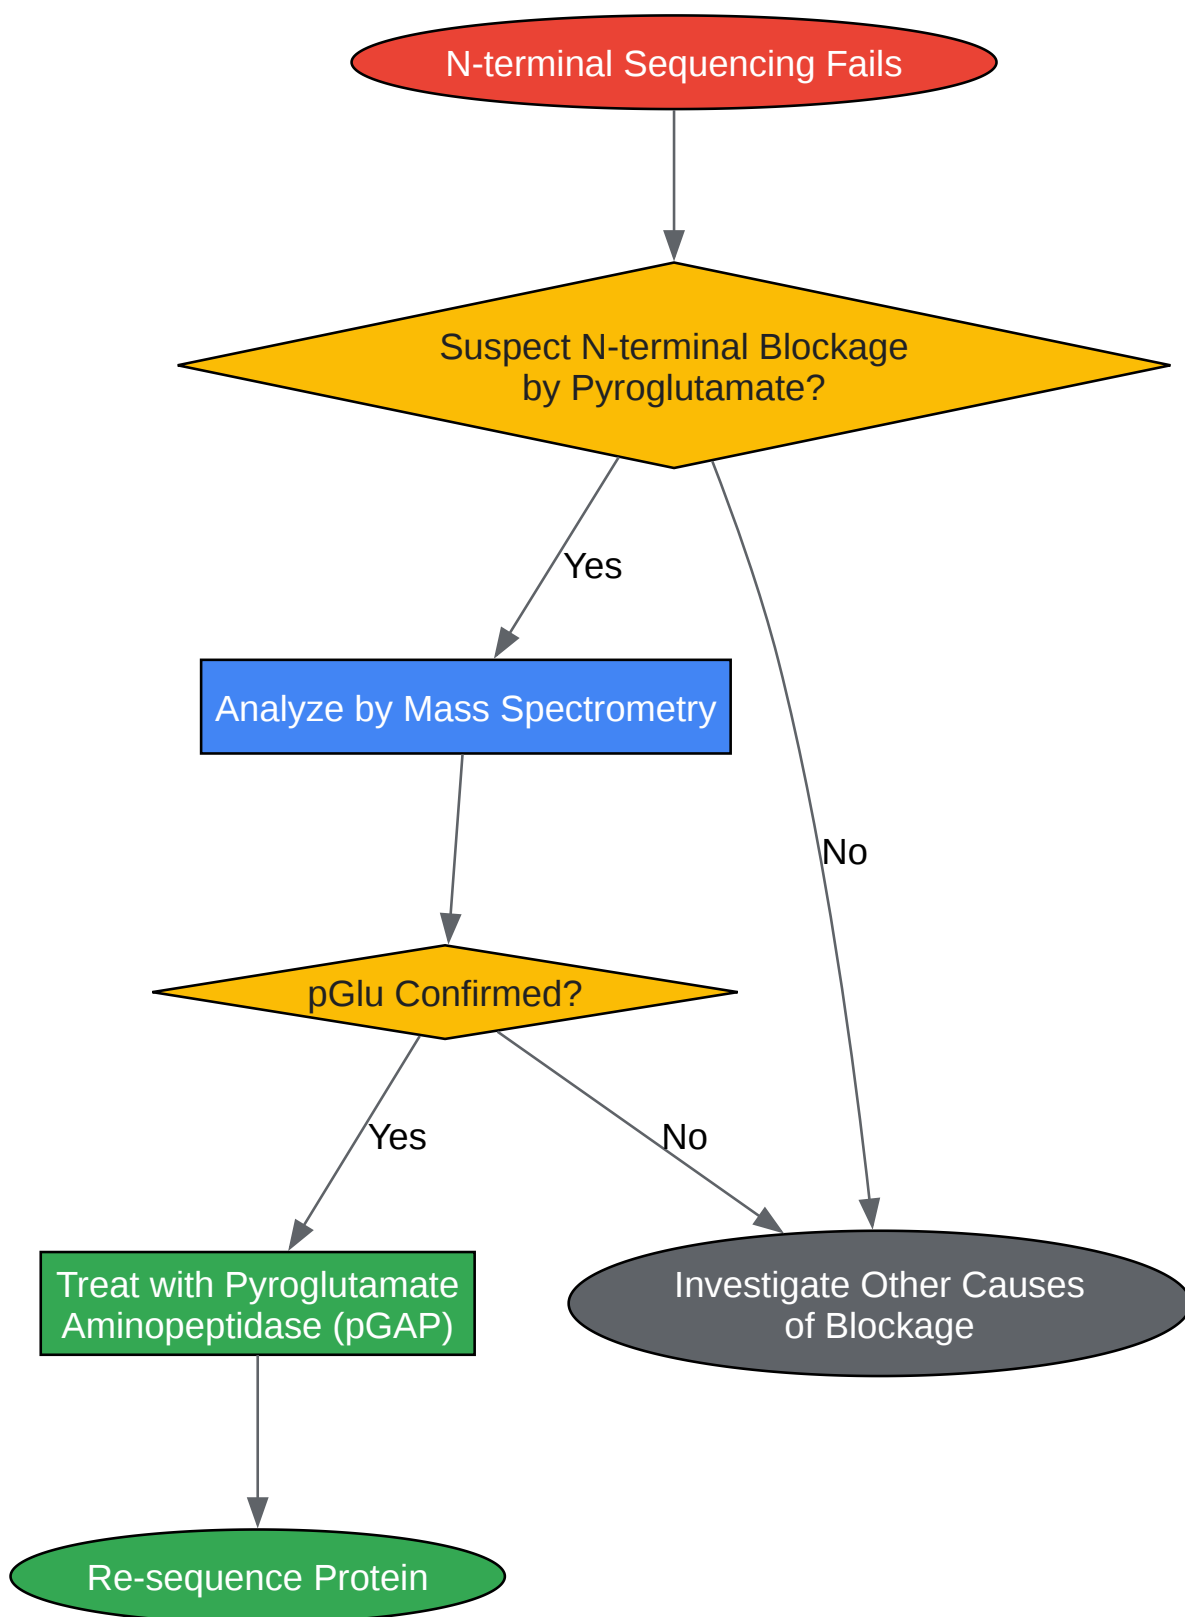 N-terminal Sequencing Fails
Suspect N-terminal Blockage
by Pyroglutamate?
Yes
Analyze by Mass Spectrometry
No
pGlu Confirmed?
Yes
No
Treat with Pyroglutamate
Aminopeptidase (pGAP)
Investigate Other Causes
of Blockage
Re-sequence Protein